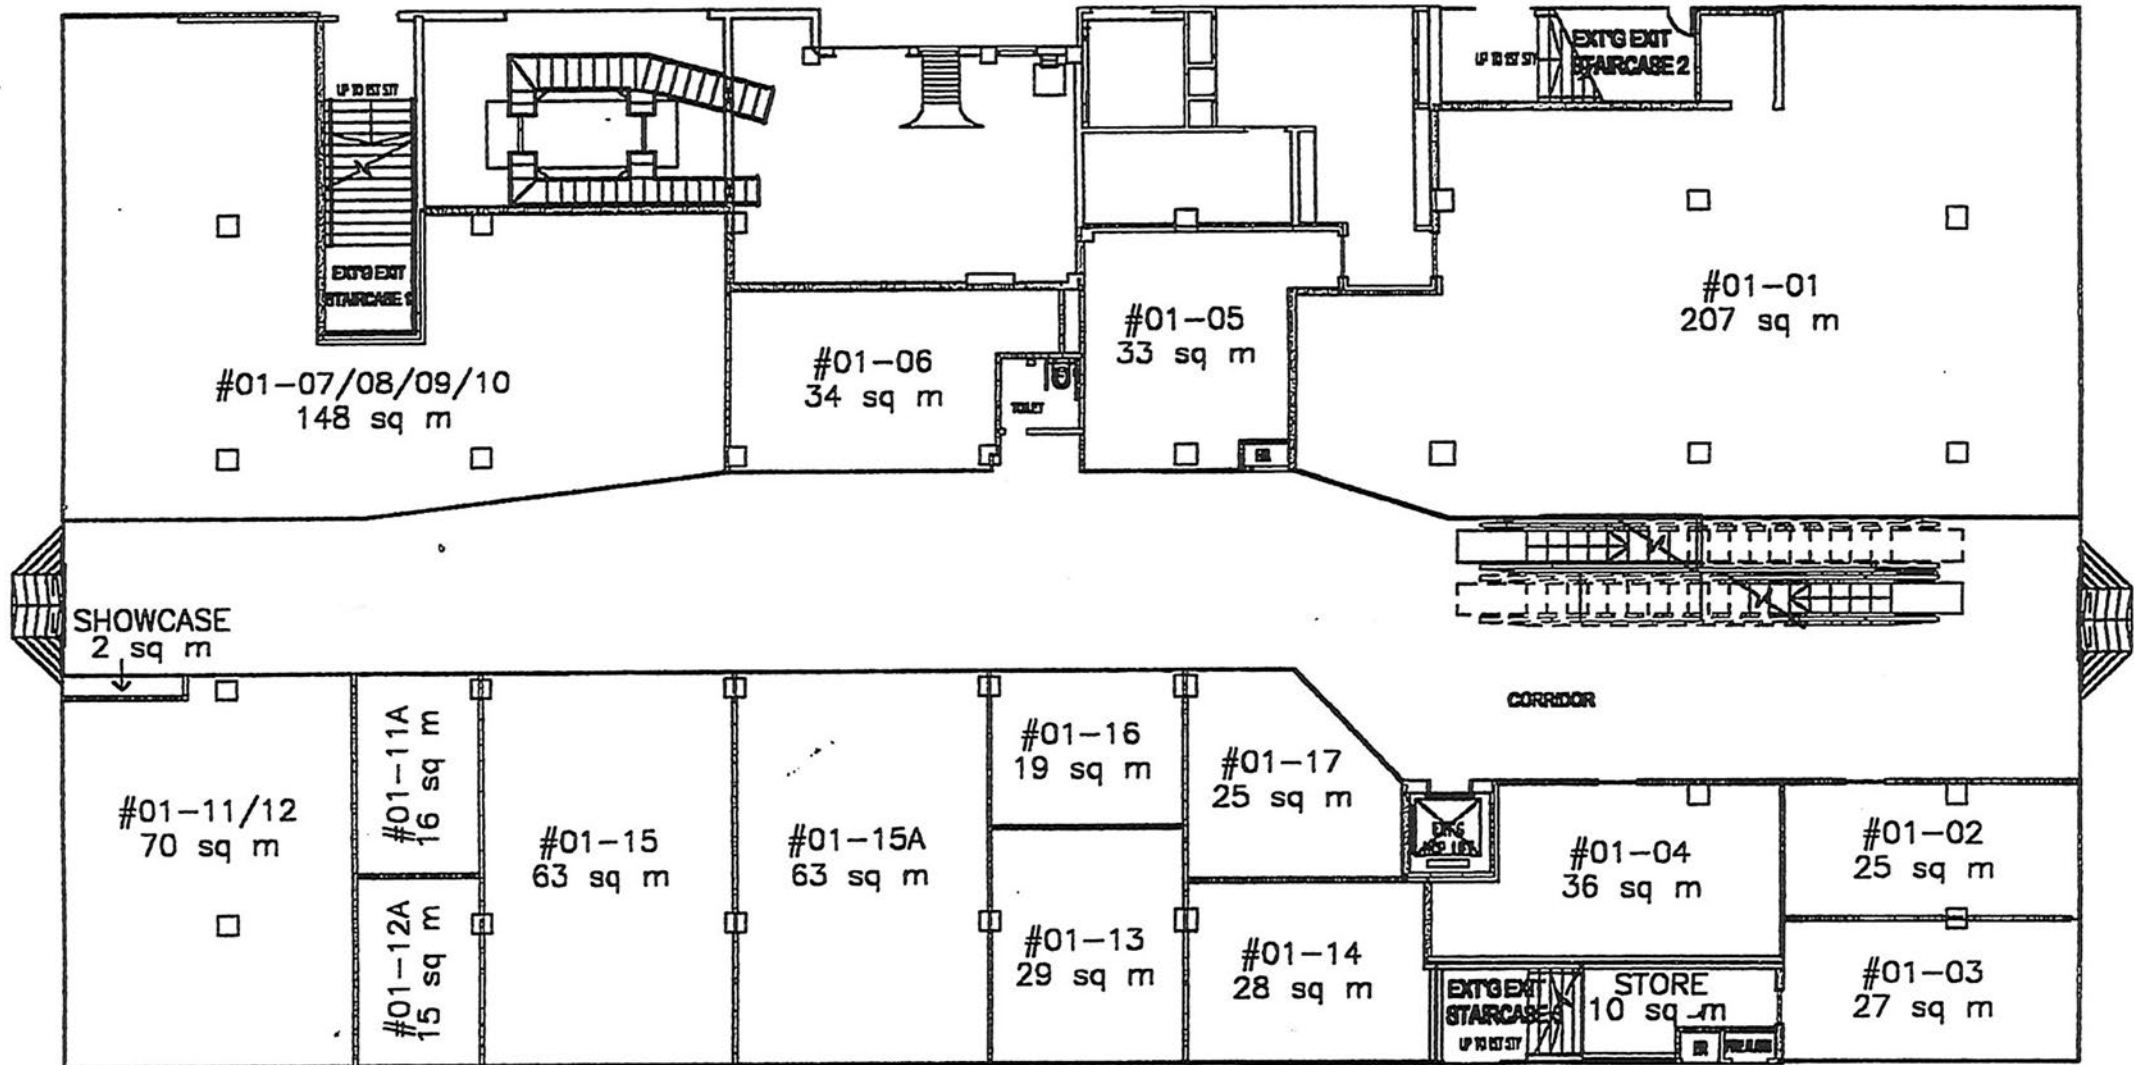 UP TO 1ST STY
EXT'G EXIT
STAIRCASE 1
UP TO 1ST STY
EXT'G EXIT
STAIRCASE 2
#01-07/08/09/10
148 sq m
#01-06
34 sq m
TOILET
#01-05
33 sq m
#01-01
207 sq m
SHOWCASE
2 sq m
CORRIDOR
#01-11/12
70 sq m
#01-11A
16 sq m
#01-12A
15 sq m
#01-15
63 sq m
#01-15A
63 sq m
#01-16
19 sq m
#01-13
29 sq m
#01-17
25 sq m
#01-14
28 sq m
EXT'G
LIFT
#01-04
36 sq m
#01-02
25 sq m
#01-03
27 sq m
EXT'G EXIT
STAIRCASE
UP TO 1ST STY
STORE
10 sq m